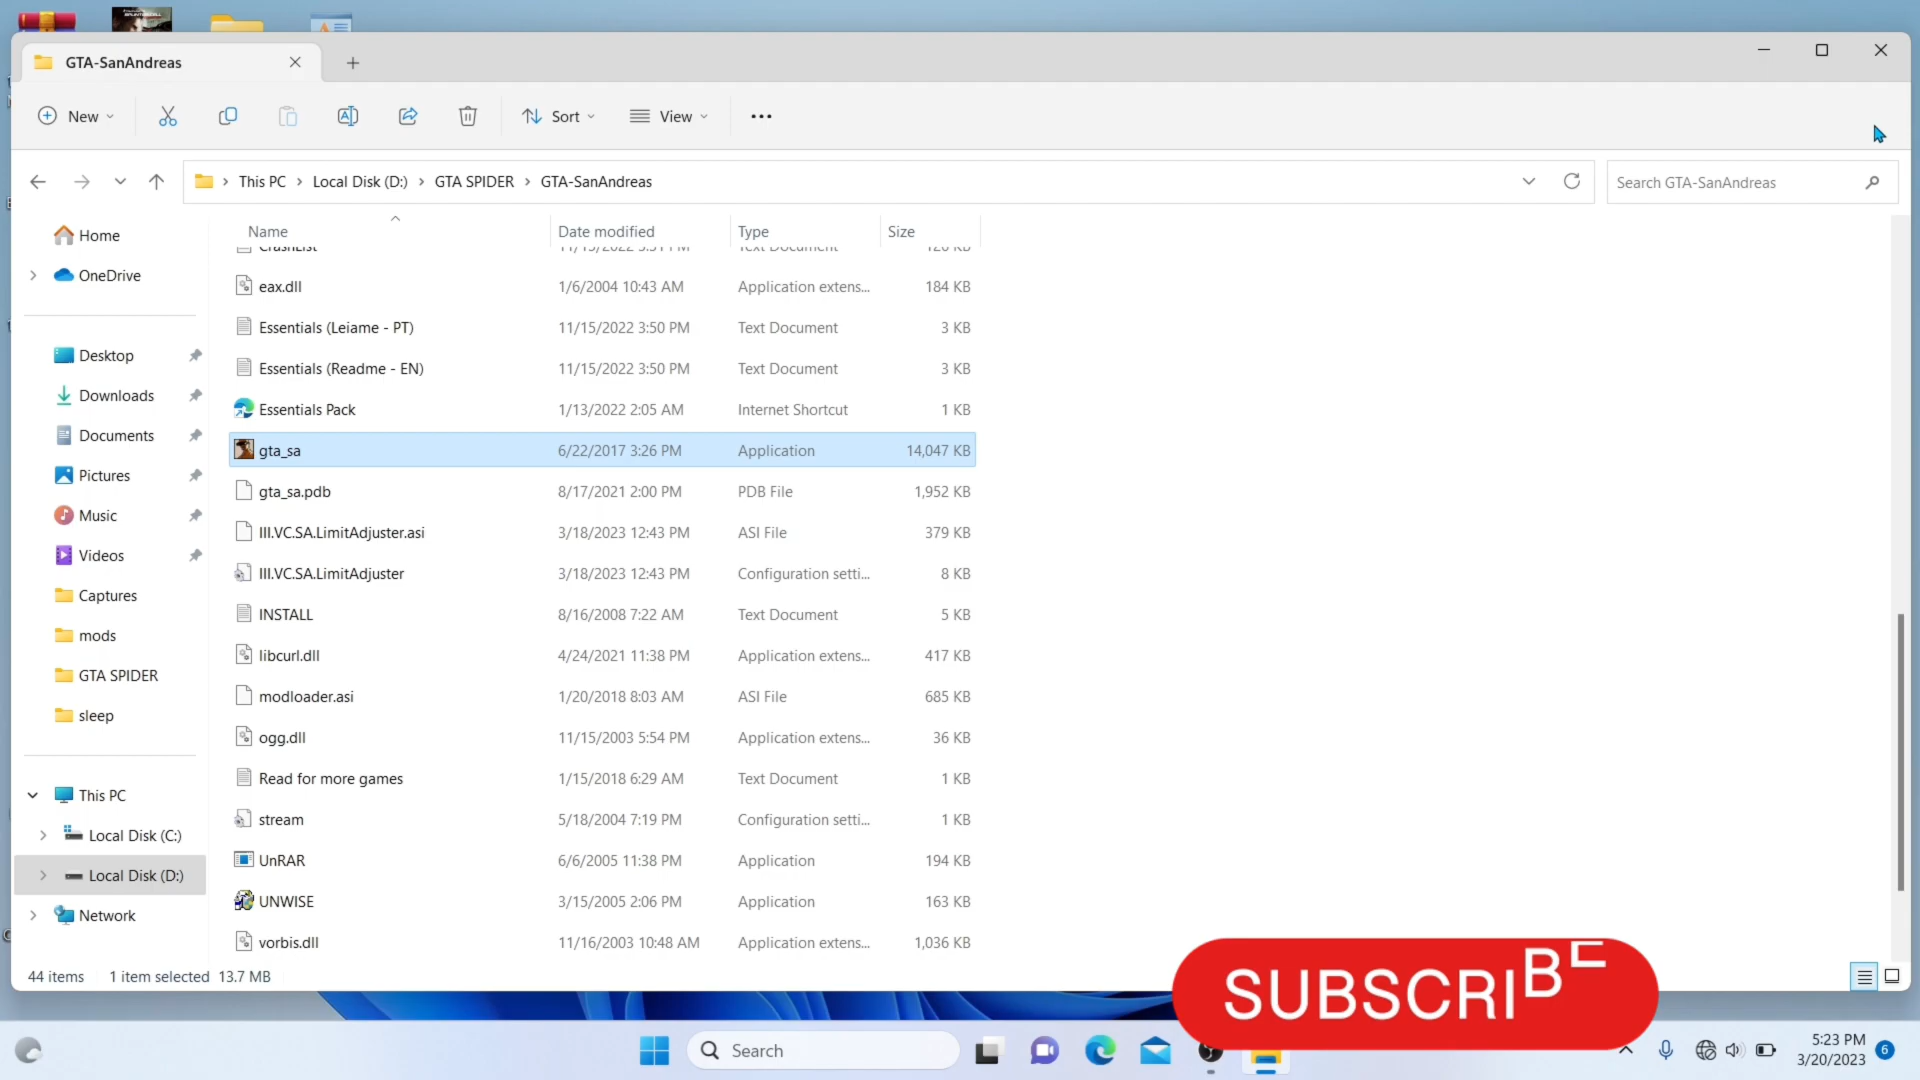 GTA-SanAndreas
New
Sort
View
This PC
Local Disk (D:)
GTA SPIDER
GTA-SanAndreas
Search GTA-SanAndreas
Name
Date modified
Type
Size
Home
OneDrive
Desktop
Downloads
Documents
Pictures
Music
Videos
Captures
mods
GTA SPIDER
sleep
This PC
Local Disk (C:)
Local Disk (D:)
Network
eax.dll 1/6/2004 10:43 AM Application extens... 184 KB
Essentials (Leiame - PT) 11/15/2022 3:50 PM Text Document 3 KB
Essentials (Readme - EN) 11/15/2022 3:50 PM Text Document 3 KB
Essentials Pack 1/13/2022 2:05 AM Internet Shortcut 1 KB
gta_sa 6/22/2017 3:26 PM Application 14,047 KB
gta_sa.pdb 8/17/2021 2:00 PM PDB File 1,952 KB
III.VC.SA.LimitAdjuster.asi 3/18/2023 12:43 PM ASI File 379 KB
III.VC.SA.LimitAdjuster 3/18/2023 12:43 PM Configuration setti... 8 KB
INSTALL 8/16/2008 7:22 AM Text Document 5 KB
libcurl.dll 4/24/2021 11:38 PM Application extens... 417 KB
modloader.asi 1/20/2018 8:03 AM ASI File 685 KB
ogg.dll 11/15/2003 5:54 PM Application extens... 36 KB
Read for more games 1/15/2018 6:29 AM Text Document 1 KB
stream 5/18/2004 7:19 PM Configuration setti... 1 KB
UnRAR 6/6/2005 11:38 PM Application 194 KB
UNWISE 3/15/2005 2:06 PM Application 163 KB
vorbis.dll 11/16/2003 10:48 AM Application extens... 1,036 KB
44 items 1 item selected 13.7 MB
SUBSCRIBE
Search
5:23 PM
3/20/2023
6